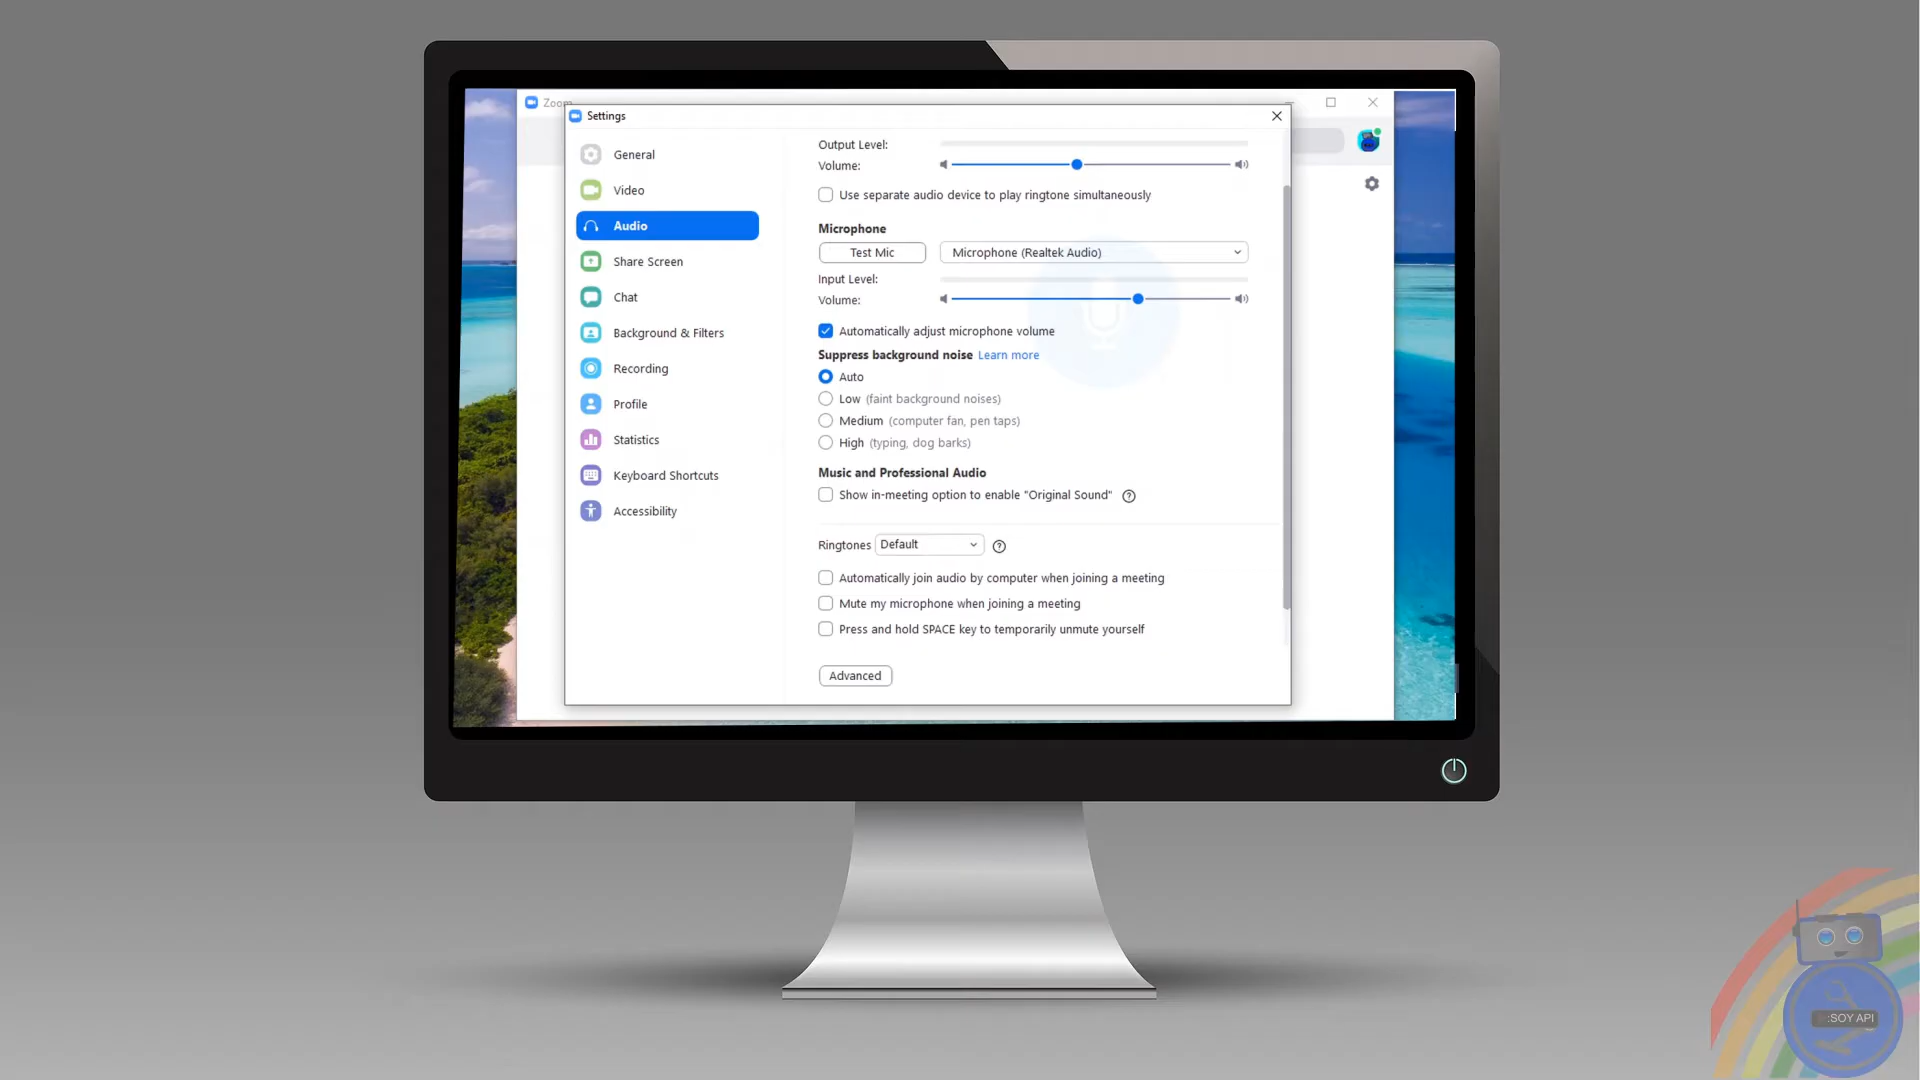 Zoom
Settings
General
Video
Audio
Share Screen
Chat
Background & Filters
Recording
Profile
Statistics
Keyboard Shortcuts
Accessibility
Output Level:
Volume:
Use separate audio device to play ringtone simultaneously
Microphone
Test Mic
Microphone (Realtek Audio)
Input Level:
Volume:
Automatically adjust microphone volume
Suppress background noise Learn more
Auto
Low (faint background noises)
Medium (computer fan, pen taps)
High (typing, dog barks)
Music and Professional Audio
Show in-meeting option to enable "Original Sound" ?
Ringtones Default ?
Automatically join audio by computer when joining a meeting
Mute my microphone when joining a meeting
Press and hold SPACE key to temporarily unmute yourself
Advanced
:SOY API